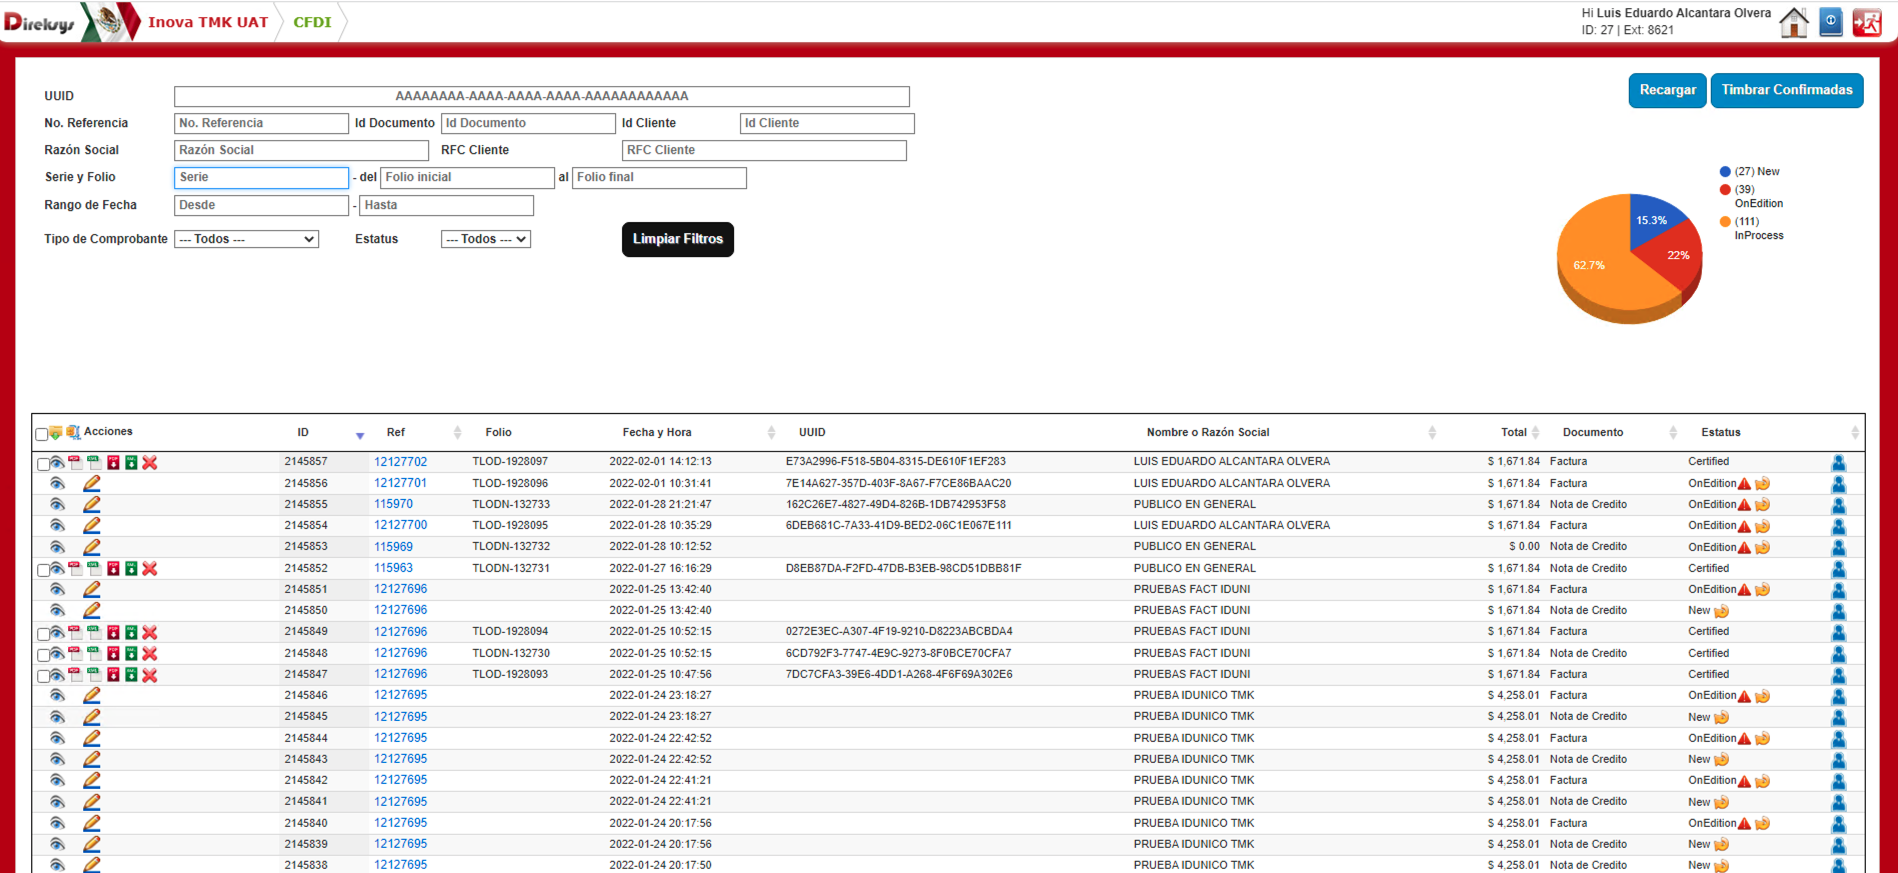 Direksys Inova TMK UAT CFDI
Hi Luis Eduardo Alcantara Olvera
ID: 27 | Ext: 8621
Recargar Timbrar Confirmadas
UUID AAAAAAAA-AAAA-AAAA-AAAA-AAAAAAAAAAAA
No. Referencia No. Referencia Id Documento Id Documento Id Cliente Id Cliente
Razón Social Razón Social RFC Cliente RFC Cliente
Serie y Folio Serie - del Folio inicial al Folio final
Rango de Fecha Desde - Hasta
Tipo de Comprobante --- Todos --- Estatus --- Todos --- Limpiar Filtros
(27) New
(39)
OnEdition
(111)
InProcess
15.3%
22%
62.7%
Acciones ID Ref Folio Fecha y Hora UUID Nombre o Razón Social Total Documento Estatus
2145857 12127702 TLOD-1928097 2022-02-01 14:12:13 E73A2996-F518-5B04-8315-DE610F1EF283 LUIS EDUARDO ALCANTARA OLVERA $ 1,671.84 Factura Certified
2145856 12127701 TLOD-1928096 2022-02-01 10:31:41 7E14A627-357D-403F-8A67-F7CE86BAAC20 LUIS EDUARDO ALCANTARA OLVERA $ 1,671.84 Factura OnEdition
2145855 115970 TLODN-132733 2022-01-28 21:21:47 162C26E7-4827-49D4-826B-1DB742953F58 PUBLICO EN GENERAL $ 1,671.84 Nota de Credito OnEdition
2145854 12127700 TLOD-1928095 2022-01-28 10:35:29 6DEB681C-7A33-41D9-BED2-06C1E067E111 LUIS EDUARDO ALCANTARA OLVERA $ 1,671.84 Factura OnEdition
2145853 115969 TLODN-132732 2022-01-28 10:12:52 PUBLICO EN GENERAL $ 0.00 Nota de Credito OnEdition
2145852 115963 TLODN-132731 2022-01-27 16:16:29 D8EB87DA-F2FD-47DB-B3EB-98CD51DBB81F PUBLICO EN GENERAL $ 1,671.84 Nota de Credito Certified
2145851 12127696 2022-01-25 13:42:40 PRUEBAS FACT IDUNI $ 1,671.84 Factura OnEdition
2145850 12127696 2022-01-25 13:42:40 PRUEBAS FACT IDUNI $ 1,671.84 Nota de Credito New
2145849 12127696 TLOD-1928094 2022-01-25 10:52:15 0272E3EC-A307-4F19-9210-D8223ABCBDA4 PRUEBAS FACT IDUNI $ 1,671.84 Factura Certified
2145848 12127696 TLODN-132730 2022-01-25 10:52:15 6CD792F3-7747-4E9C-9273-8F0BCE70CFA7 PRUEBAS FACT IDUNI $ 1,671.84 Nota de Credito Certified
2145847 12127696 TLOD-1928093 2022-01-25 10:47:56 7DC7CFA3-39E6-4DD1-A268-4F6F69A302E6 PRUEBAS FACT IDUNI $ 1,671.84 Factura Certified
2145846 12127695 2022-01-24 23:18:27 PRUEBA IDUNICO TMK $ 4,258.01 Factura OnEdition
2145845 12127695 2022-01-24 23:18:27 PRUEBA IDUNICO TMK $ 4,258.01 Nota de Credito New
2145844 12127695 2022-01-24 22:42:52 PRUEBA IDUNICO TMK $ 4,258.01 Factura OnEdition
2145843 12127695 2022-01-24 22:42:52 PRUEBA IDUNICO TMK $ 4,258.01 Nota de Credito New
2145842 12127695 2022-01-24 22:41:21 PRUEBA IDUNICO TMK $ 4,258.01 Factura OnEdition
2145841 12127695 2022-01-24 22:41:21 PRUEBA IDUNICO TMK $ 4,258.01 Nota de Credito New
2145840 12127695 2022-01-24 20:17:56 PRUEBA IDUNICO TMK $ 4,258.01 Factura OnEdition
2145839 12127695 2022-01-24 20:17:56 PRUEBA IDUNICO TMK $ 4,258.01 Nota de Credito New
2145838 12127695 2022-01-24 20:17:50 PRUEBA IDUNICO TMK $ 4,258.01 Nota de Credito New